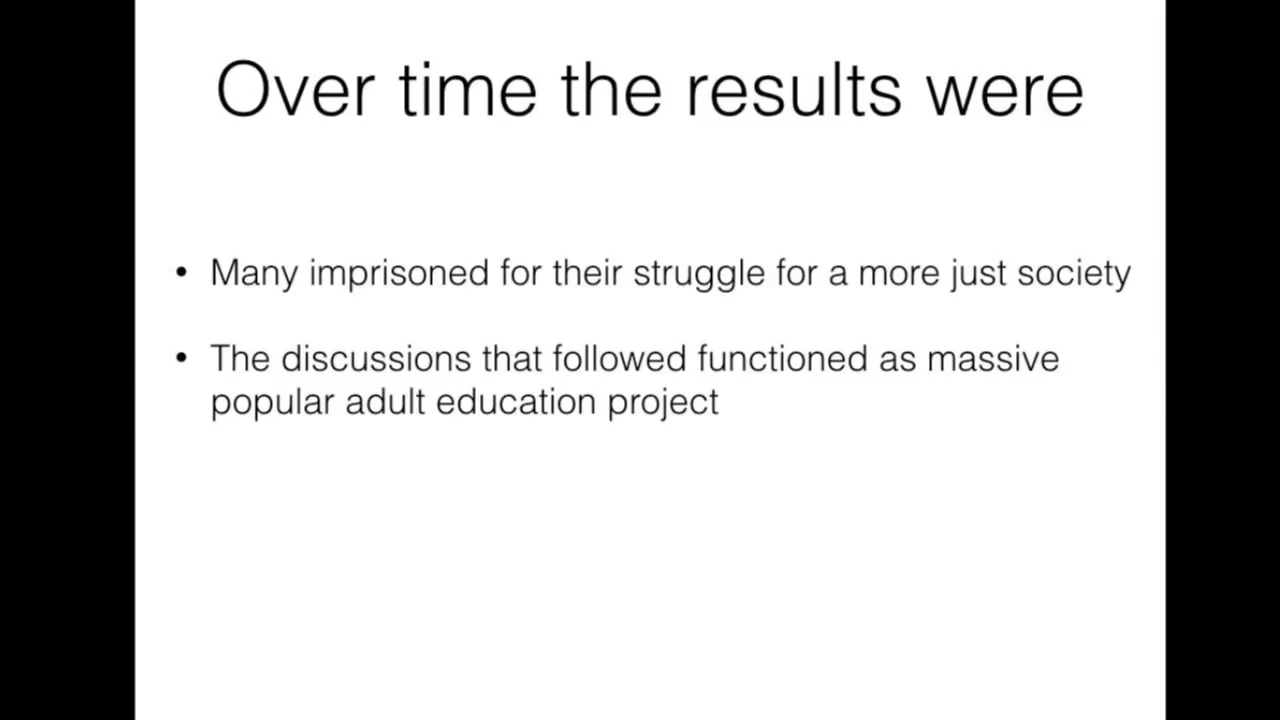 Over time the results were
• Many imprisoned for their struggle for a more just society
• The discussions that followed functioned as massive
popular adult education project